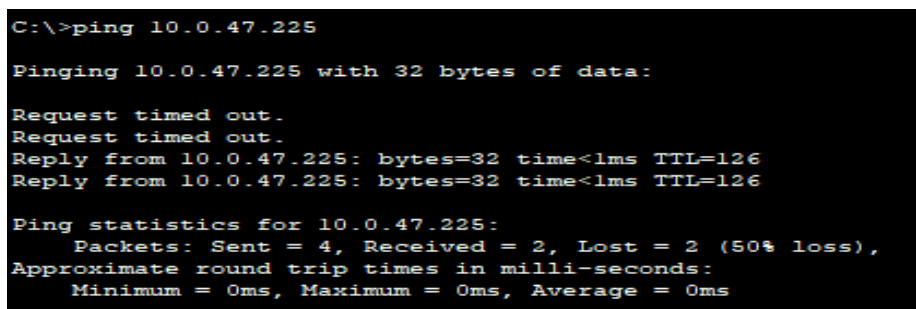 C:\>ping 10.0.47.225
Pinging 10.0.47.225 with 32 bytes of data:
Request timed out.
Request timed out.
Reply from 10.0.47.225: bytes=32 time<1ms TTL=126
Reply from 10.0.47.225: bytes=32 time<1ms TTL=126
Ping statistics for 10.0.47.225:
Packets: Sent = 4, Received = 2, Lost = 2 (50% loss),
Approximate round trip times in milli-seconds:
Minimum = 0ms, Maximum = 0ms, Average = 0ms